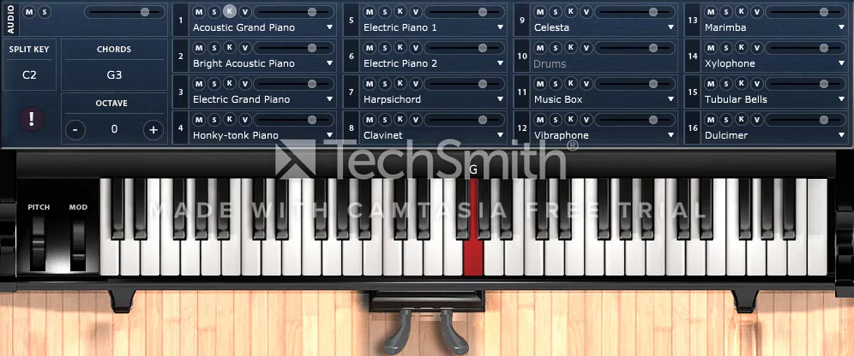 AUDIO
M S
SPLIT KEY
C2
!
CHORDS
G3
OCTAVE
- 0 +
1 M S K V
Acoustic Grand Piano
2 M S K V
Bright Acoustic Piano
3 M S K V
Electric Grand Piano
4 M S K V
Honky-tonk Piano
5 M S K V
Electric Piano 1
6 M S K V
Electric Piano 2
7 M S K V
Harpsichord
8 M S K V
Clavinet
9 M S K V
Celesta
10 M S K V
Drums
11 M S K V
Music Box
12 M S K V
Vibraphone
13 M S K V
Marimba
14 M S K V
Xylophone
15 M S K V
Tubular Bells
16 M S K V
Dulcimer
TechSmith®
G
PITCH MOD
MADE WITH CAMTASIA FREE TRIAL